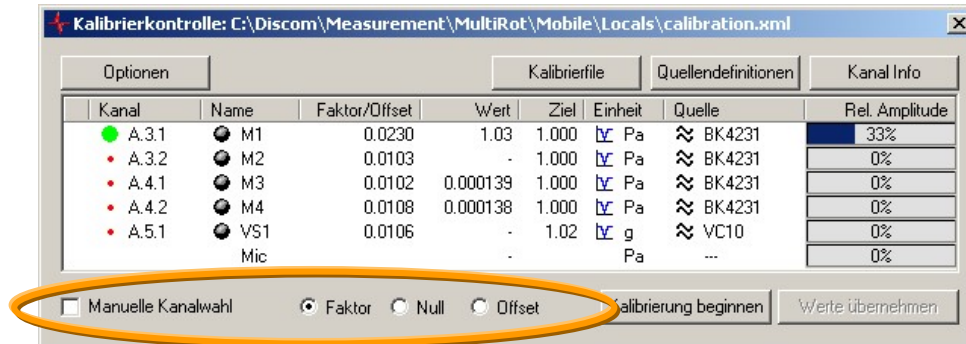 Kalibrierkontrolle: C:\Discom\Measurement\MultiRot\Mobile\Locals\calibration.xml
Optionen Kalibrierfile Quellendefinitionen Kanal Info
Kanal Name Faktor/Offset Wert Ziel Einheit Quelle Rel. Amplitude
A.3.1 M1 0.0230 1.03 1.000 Pa BK4231 33%
A.3.2 M2 0.0103 - 1.000 Pa BK4231 0%
A.4.1 M3 0.0102 0.000139 1.000 Pa BK4231 0%
A.4.2 M4 0.0108 0.000138 1.000 Pa BK4231 0%
A.5.1 VS1 0.0106 - 1.02 g VC10 0%
Mic - Pa --- 0%
Manuelle Kanalwahl Faktor Null Offset alibrierung beginnen Werte übernehmen